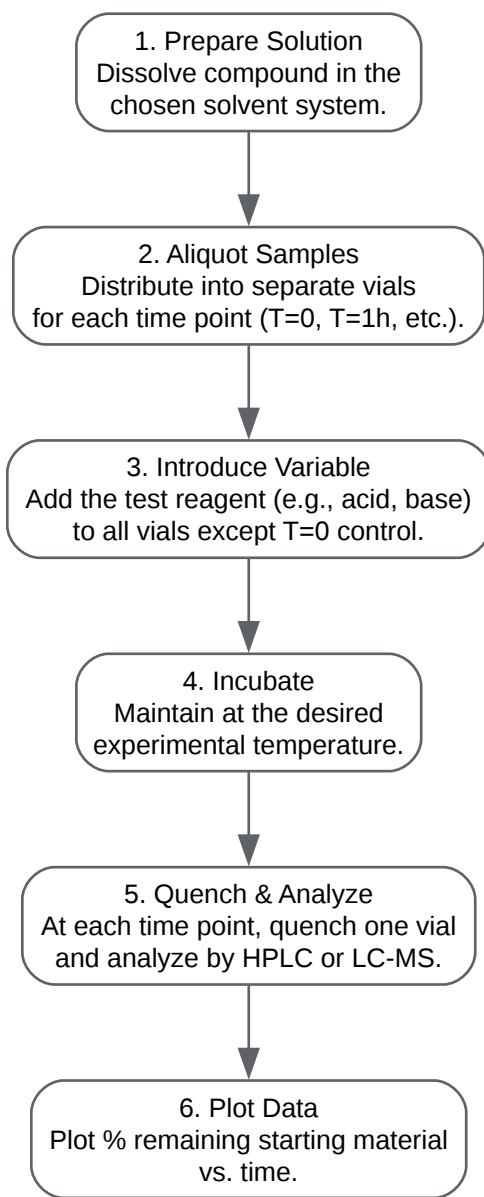 1. Prepare Solution
Dissolve compound in the
chosen solvent system.
2. Aliquot Samples
Distribute into separate vials
for each time point (T=0, T=1h, etc.).
3. Introduce Variable
Add the test reagent (e.g., acid, base)
to all vials except T=0 control.
4. Incubate
Maintain at the desired
experimental temperature.
5. Quench & Analyze
At each time point, quench one vial
and analyze by HPLC or LC-MS.
6. Plot Data
Plot % remaining starting material
vs. time.